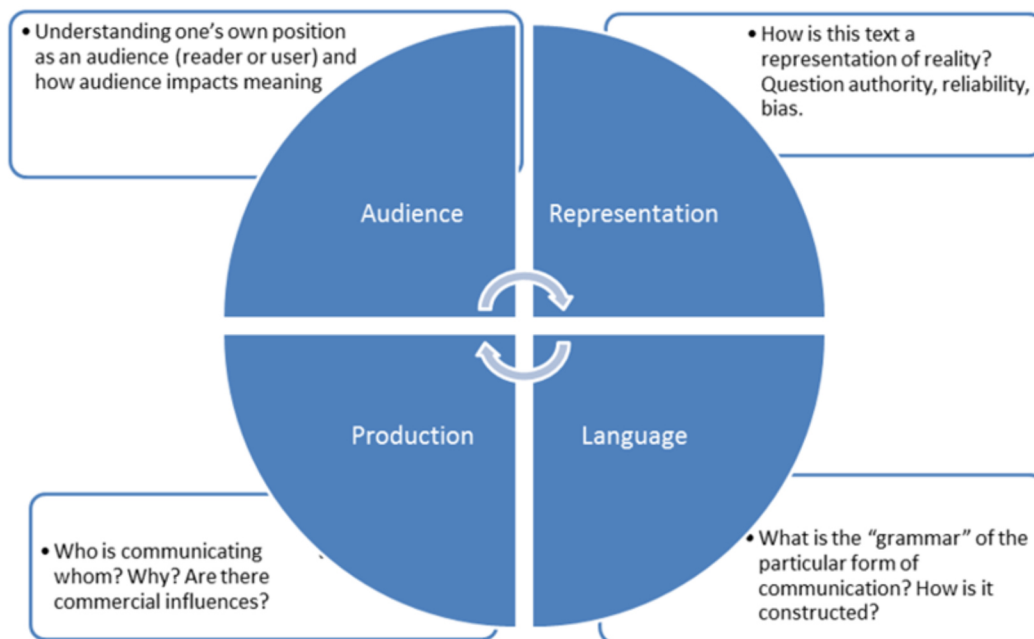 • Understanding one's own position
as an audience (reader or user) and
how audience impacts meaning
• How is this text a
representation of reality?
Question authority, reliability,
bias.
Audience
Representation
Production
Language
• Who is communicating
whom? Why? Are there
commercial influences?
• What is the “grammar” of the
particular form of
communication? How is it
constructed?